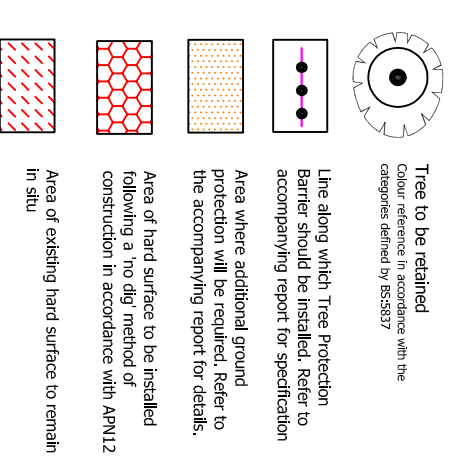 Tree to be retained
Colour reference in accordance with the
categories defined by BS:5837
Line along which Tree Protection
Barrier should be installed. Refer to
accompanying report for specification
Area where additional ground
protection will be required. Refer to
the accompanying report for details.
Area of hard surface to be installed
following a 'no dig' method of
construction in accordance with APN12
Area of existing hard surface to remain
in situ